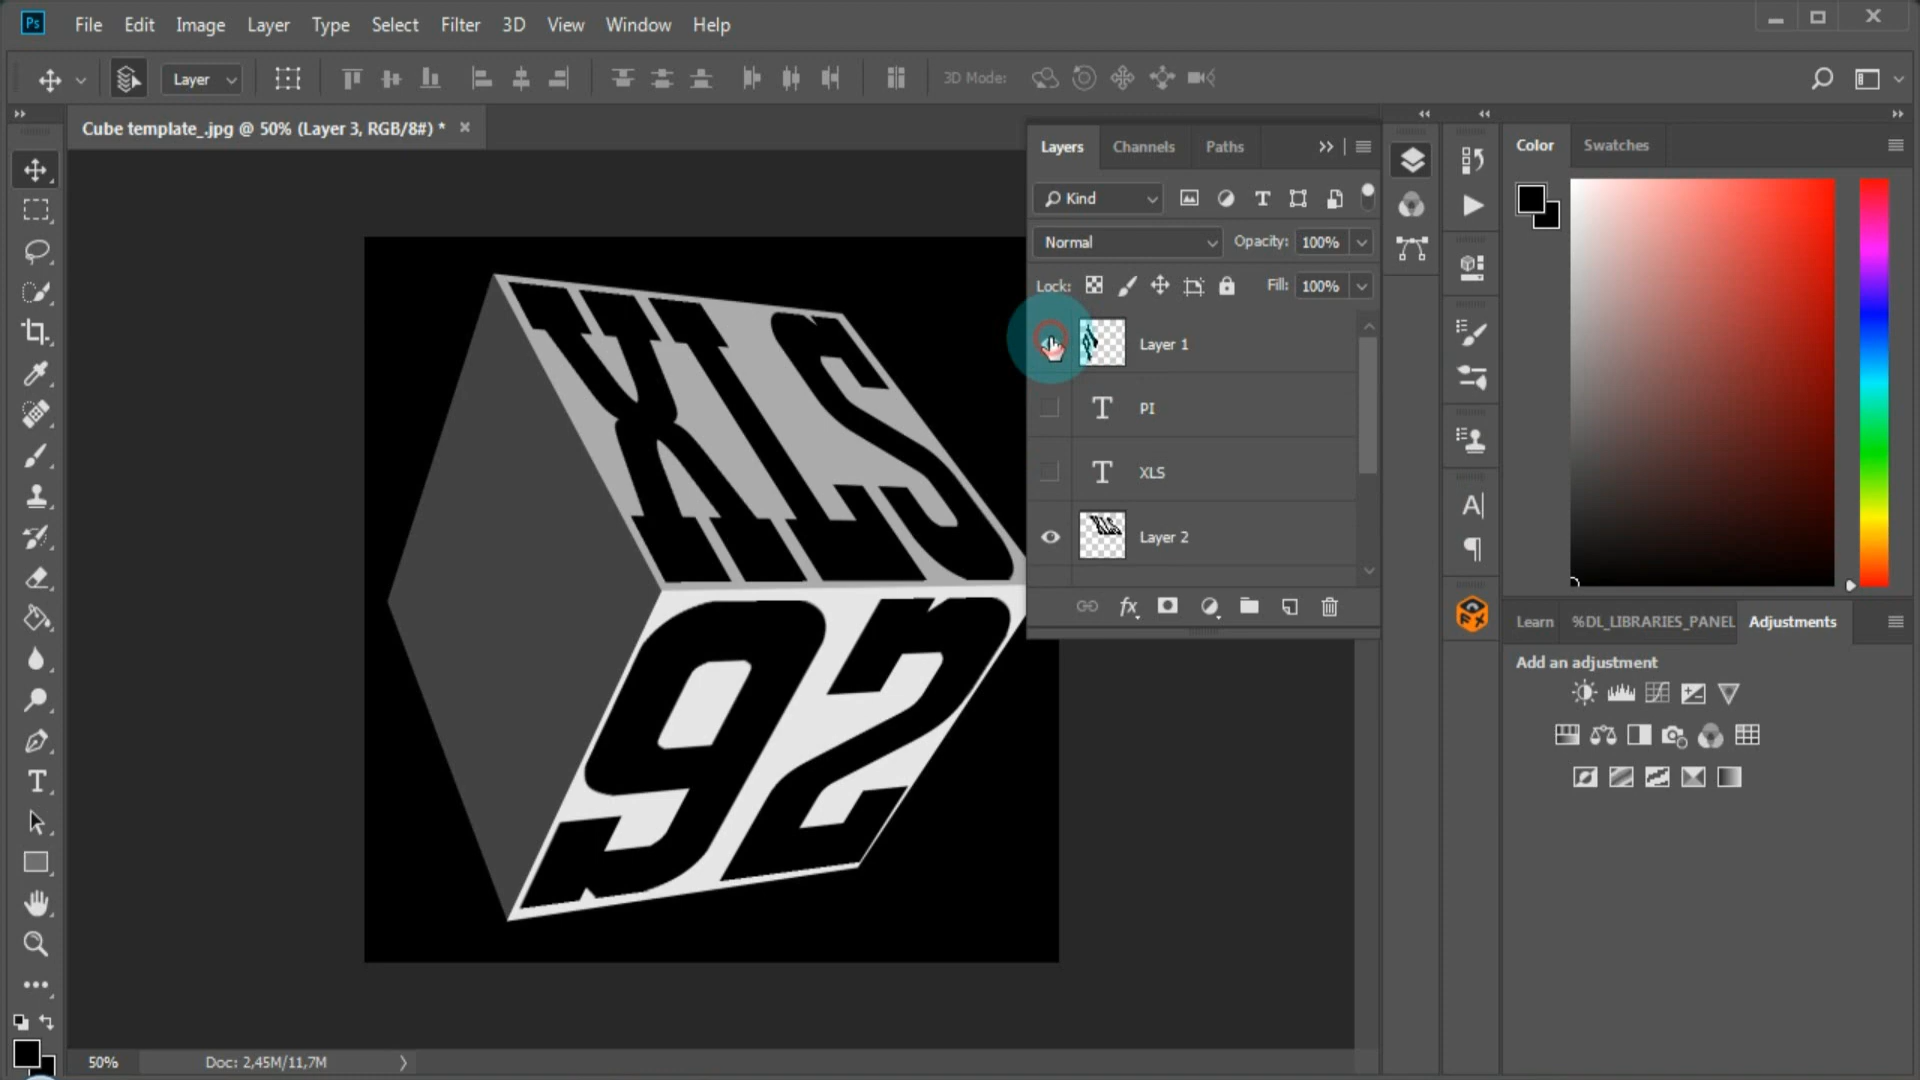 Ps File Edit Image Layer Type Select Filter 3D View Window Help
Layer 3D Mode:
Cube template_.jpg @ 50% (Layer 3, RGB/8#) *
Layers Channels Paths
Kind
Normal Opacity: 100%
Lock: Fill: 100%
Layer 1
PI
XLS
Layer 2
fx
Color Swatches
XLS
92
FX
Learn %DL_LIBRARIES_PANEL Adjustments
Add an adjustment
50% Doc: 2,45M/11,7M